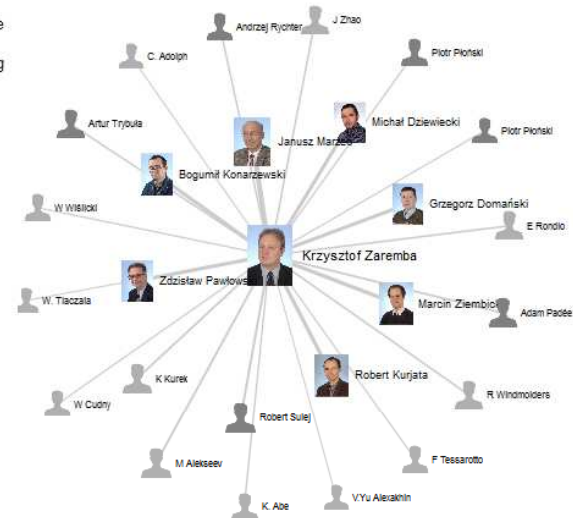 e
g
Andrzej Rychter
J Zhao
C. Adolph
Piotr Płoński
Artur Trybuła
Janusz Marzec
Michał Dziewiecki
Piotr Płoński
Bogumił Konarzewski
W Wiślicki
Grzegorz Domański
E Rondio
Krzysztof Zaremba
Zdzisław Pawłows
W. Tlaczala
Marcin Ziembick
Adam Padée
K Kurek
Robert Kurjata
W Cudny
R Windmolders
Robert Sulej
M Alekseev
F Tessarotto
K. Abe
V.Yu Alexakhin